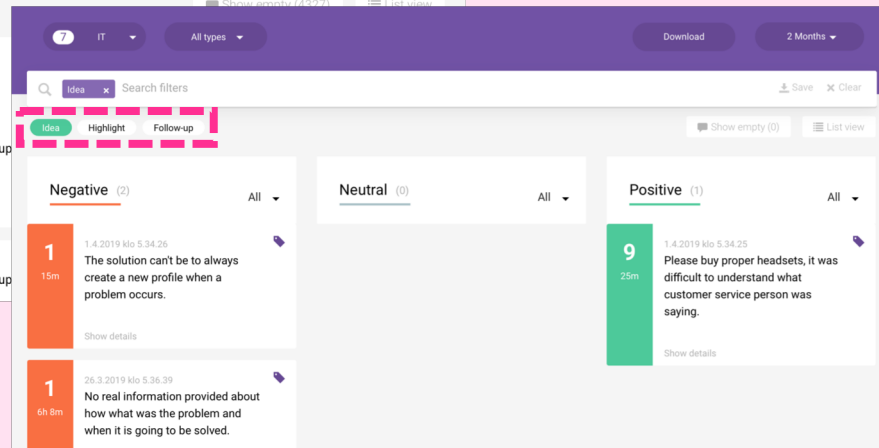 Show empty (4327) List view
7 IT All types Download 2 Months
Idea x Search filters Save X Clear
Idea Highlight Follow-up Show empty (0) List view
up
Negative (2) All
Neutral (0) All
Positive (1) All
1
15m
1.4.2019 klo 5.34.26
The solution can't be to always
create a new profile when a
problem occurs.
Show details
9
25m
1.4.2019 klo 5.34.25
Please buy proper headsets, it was
difficult to understand what
customer service person was
saying.
Show details
up
1
6h 8m
26.3.2019 klo 5.36.39
No real information provided about
how what was the problem and
when it is going to be solved.